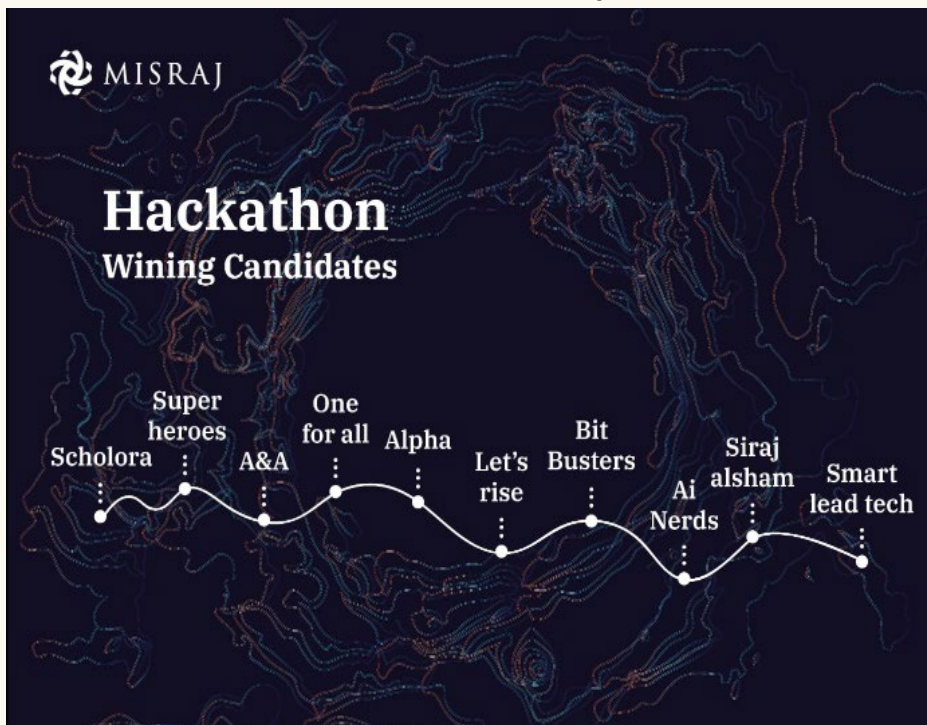 MISRAJ
Hackathon
Wining Candidates
Scholora
Super
heroes
A&A
One
for all
Alpha
Let's
rise
Bit
Busters
Ai
Nerds
Siraj
alsham
Smart
lead tech